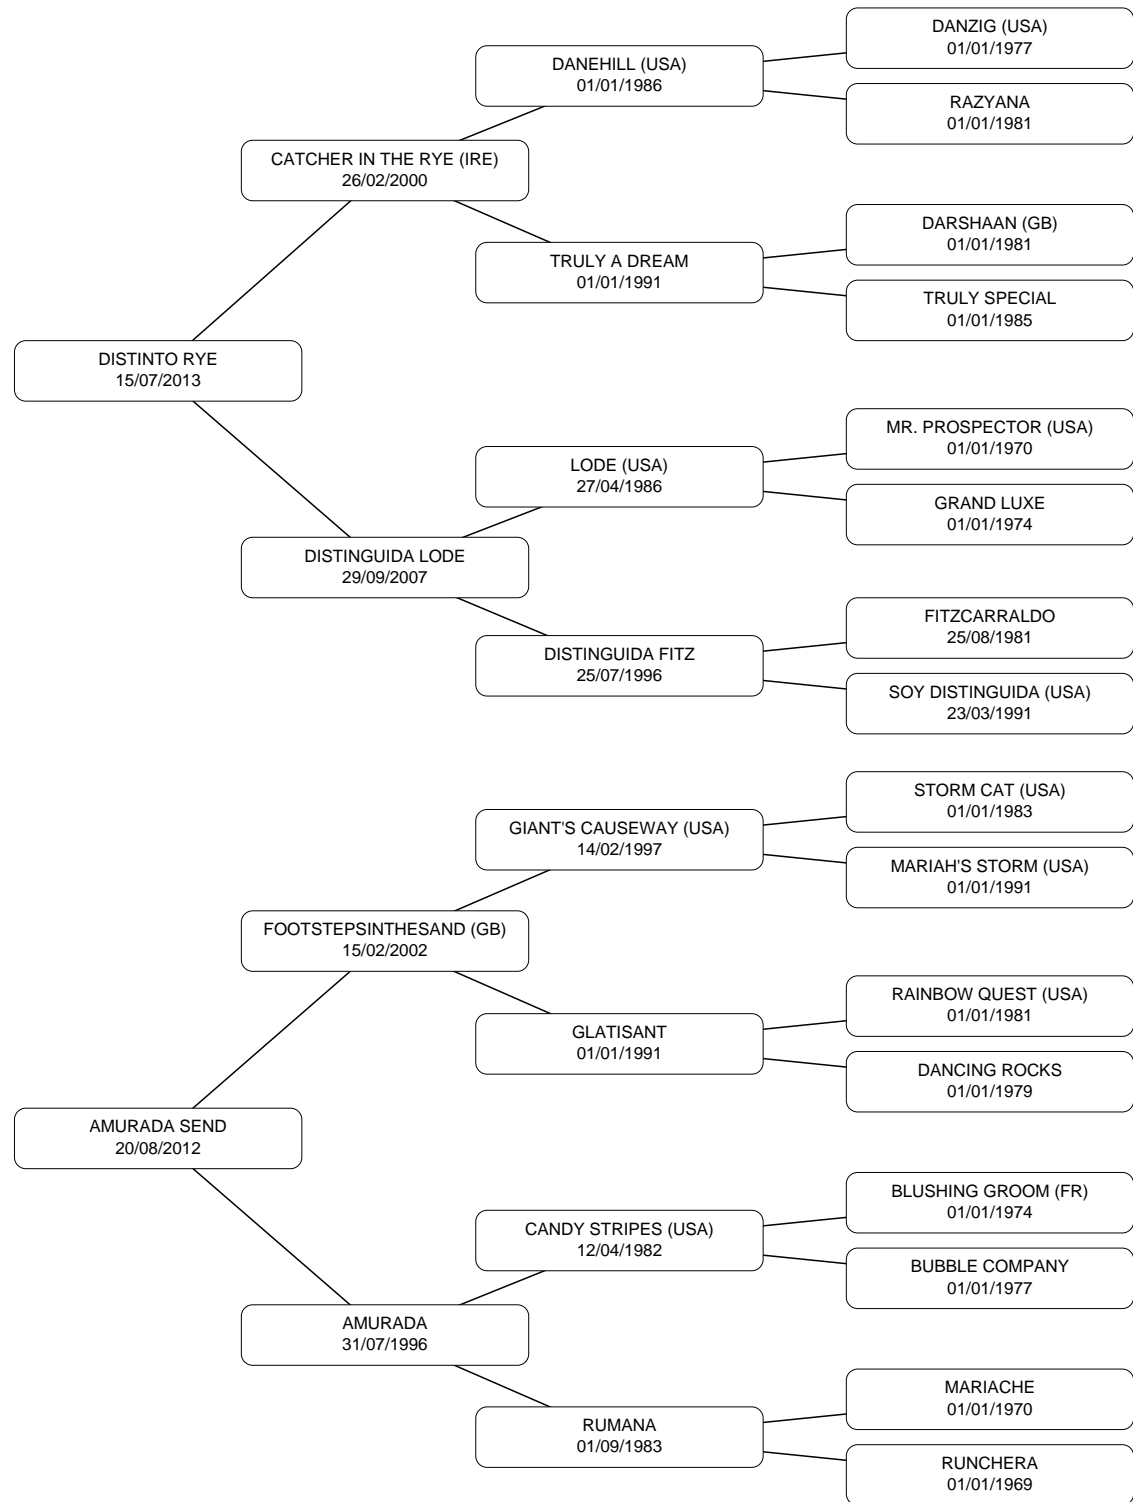 DANZIG (USA)
01/01/1977
DANEHILL (USA)
01/01/1986
RAZYANA
01/01/1981
CATCHER IN THE RYE (IRE)
26/02/2000
DARSHAAN (GB)
01/01/1981
TRULY A DREAM
01/01/1991
TRULY SPECIAL
01/01/1985
DISTINTO RYE
15/07/2013
MR. PROSPECTOR (USA)
01/01/1970
LODE (USA)
27/04/1986
GRAND LUXE
01/01/1974
DISTINGUIDA LODE
29/09/2007
FITZCARRALDO
25/08/1981
DISTINGUIDA FITZ
25/07/1996
SOY DISTINGUIDA (USA)
23/03/1991
STORM CAT (USA)
01/01/1983
GIANT'S CAUSEWAY (USA)
14/02/1997
MARIAH'S STORM (USA)
01/01/1991
FOOTSTEPSINTHESAND (GB)
15/02/2002
RAINBOW QUEST (USA)
01/01/1981
GLATISANT
01/01/1991
DANCING ROCKS
01/01/1979
AMURADA SEND
20/08/2012
BLUSHING GROOM (FR)
01/01/1974
CANDY STRIPES (USA)
12/04/1982
BUBBLE COMPANY
01/01/1977
AMURADA
31/07/1996
MARIACHE
01/01/1970
RUMANA
01/09/1983
RUNCHERA
01/01/1969